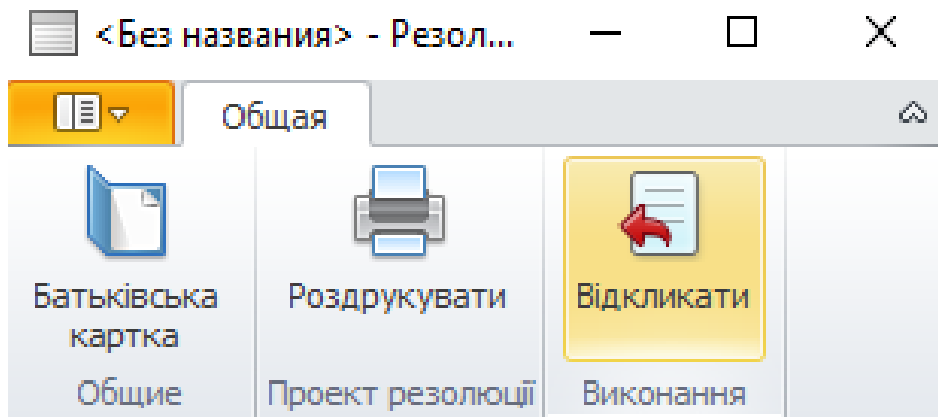 <Без названия> - Резол...
Общая
Батьківська
картка
Роздрукувати
Відкликати
Общие
Проект резолюції
Виконання